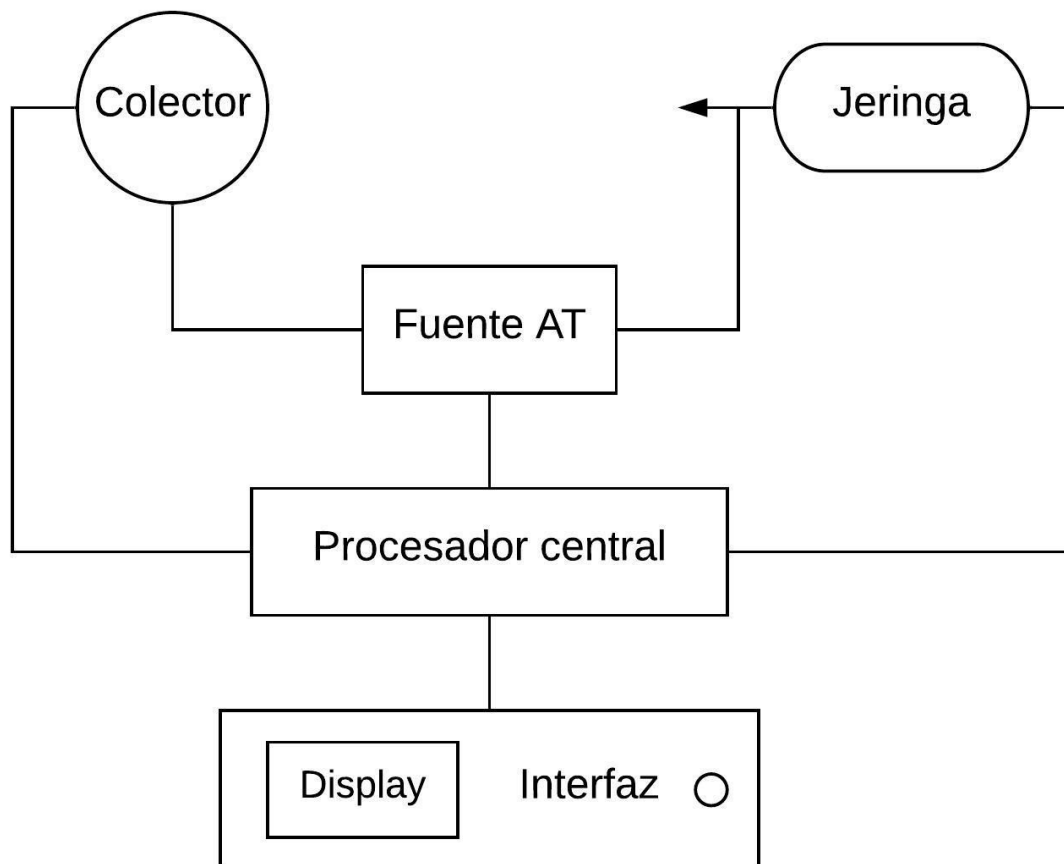 Colector
Jeringa
Fuente AT
Procesador central
Display
Interfaz